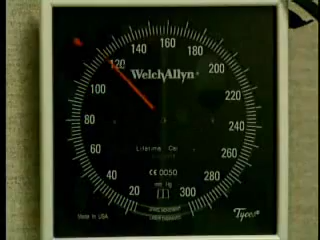 160
140 180
120 200
WelchAllyn®
100 220
80 240
Lifetime Cal
60 260
CE 0050
40 280
mm Hg
20 300
Made in USA
Tycos®